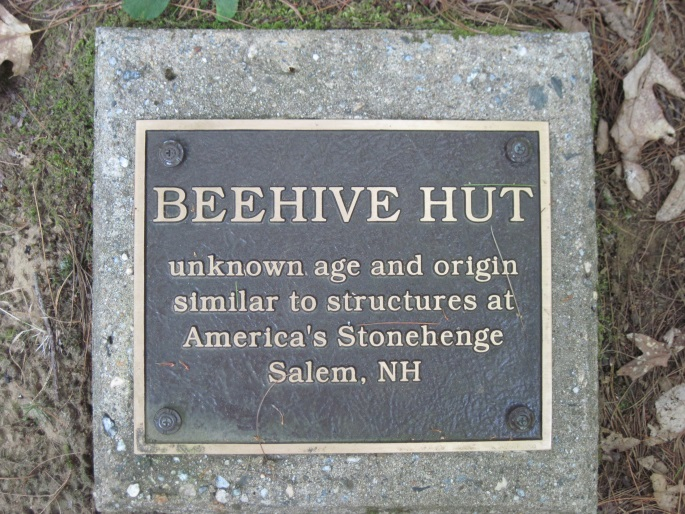 BEEHIVE HUT
unknown age and origin
similar to structures at
America's Stonehenge
Salem, NH